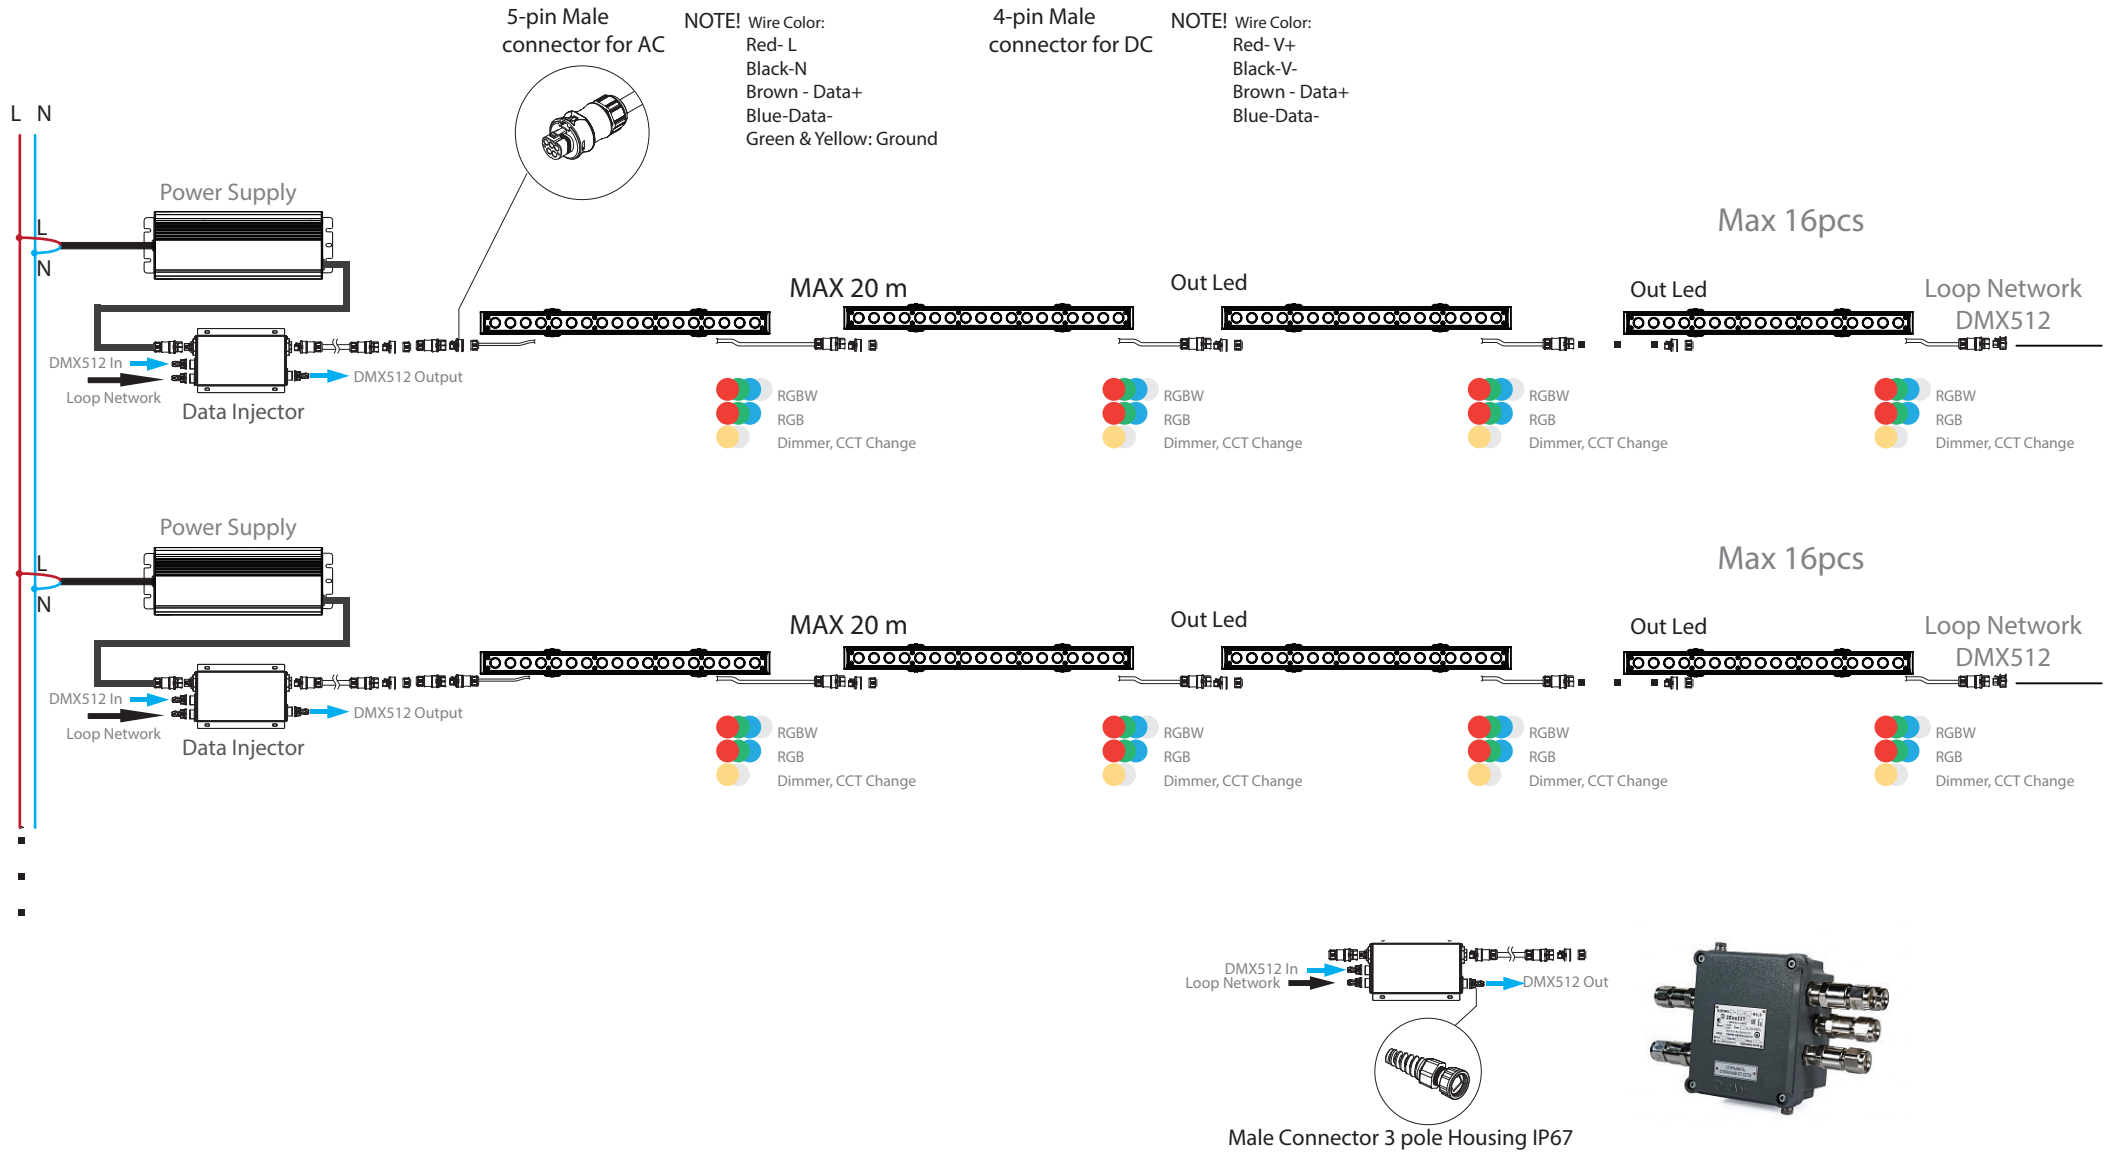 5-pin Male
connector for AC
NOTE! Wire Color:
Red- L
Black-N
Brown - Data+
Blue-Data-
Green & Yellow: Ground
4-pin Male
connector for DC
NOTE! Wire Color:
Red- V+
Black-V-
Brown - Data+
Blue-Data-
L N
Power Supply
L
N
Max 16pcs
MAX 20 m
Out Led
Out Led
Loop Network
DMX512
DMX512 In
Loop Network
DMX512 Output
Data Injector
RGBW
RGB
Dimmer, CCT Change
RGBW
RGB
Dimmer, CCT Change
RGBW
RGB
Dimmer, CCT Change
RGBW
RGB
Dimmer, CCT Change
Power Supply
L
N
Max 16pcs
MAX 20 m
Out Led
Out Led
Loop Network
DMX512
DMX512 In
Loop Network
DMX512 Output
Data Injector
RGBW
RGB
Dimmer, CCT Change
RGBW
RGB
Dimmer, CCT Change
RGBW
RGB
Dimmer, CCT Change
RGBW
RGB
Dimmer, CCT Change
DMX512 In
Loop Network
DMX512 Out
Male Connector 3 pole Housing IP67